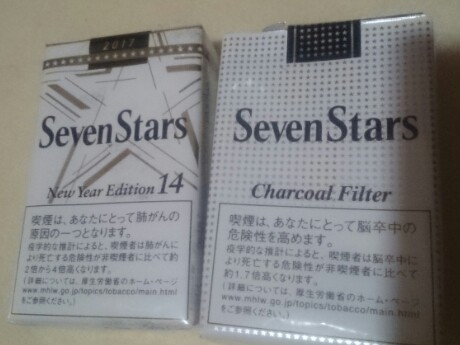 2017
SevenStars
New Year Edition 14
喫煙は、あなたにとって肺がんの
原因の一つとなります。
疫学的な推計によると、喫煙者は肺がんに
より死亡する危険性が非喫煙者に比べて約
2倍から4倍高くなります。
(詳細については、厚生労働省のホーム・ページ
www.mhlw.go.jp/topics/tobacco/main.html
をご参照ください。)
SevenStars
Charcoal Filter
喫煙は、あなたにとって脳卒中の
危険性を高めます。
疫学的な推計によると、喫煙者は脳卒中に
より死亡する危険性が非喫煙者に比べて
約1.7倍高くなります。
(詳細については、厚生労働省のホーム・ページ
www.mhlw.go.jp/topics/tobacco/main.html
をご参照ください。)